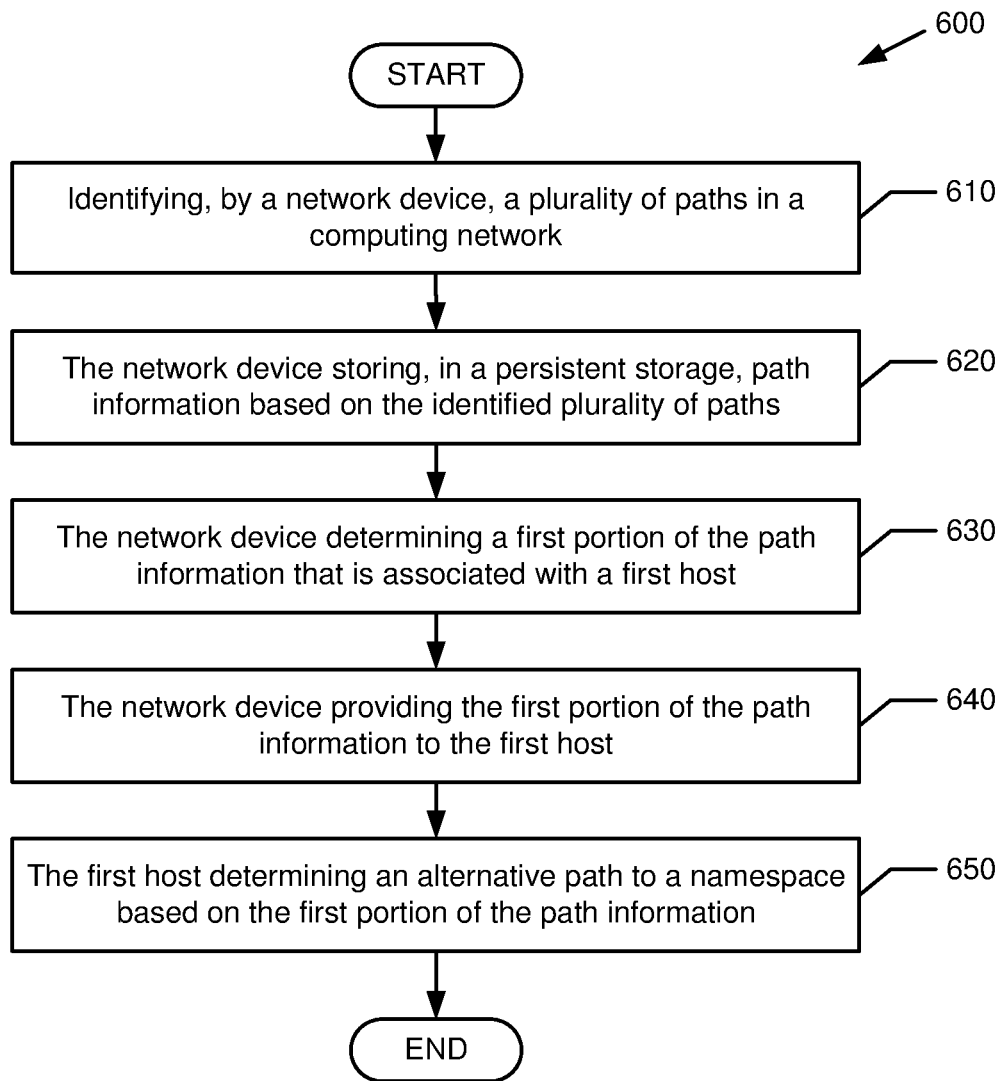 600
START
Identifying, by a network device, a plurality of paths in a
computing network
610
The network device storing, in a persistent storage, path
information based on the identified plurality of paths
620
The network device determining a first portion of the path
information that is associated with a first host
630
The network device providing the first portion of the path
information to the first host
640
The first host determining an alternative path to a namespace
based on the first portion of the path information
650
END